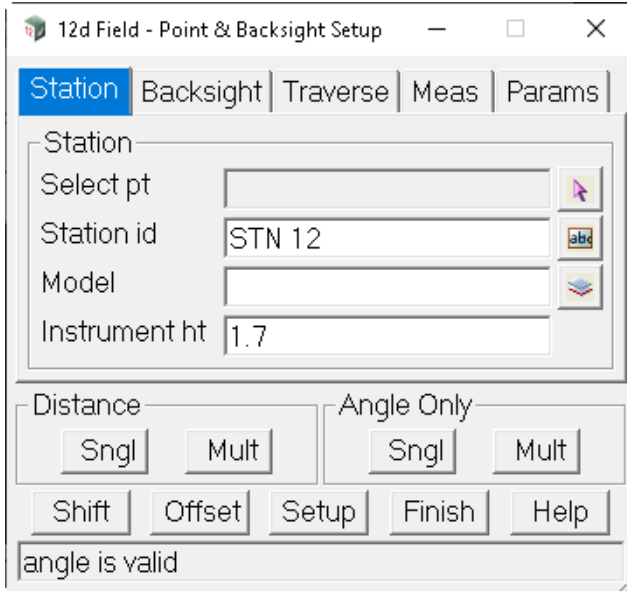 12d Field - Point & Backsight Setup
Station Backsight Traverse Meas Params
Station
Select pt
Station id STN 12 abc
Model
Instrument ht 1.7
Distance Angle Only
Sngl Mult Sngl Mult
Shift Offset Setup Finish Help
angle is valid